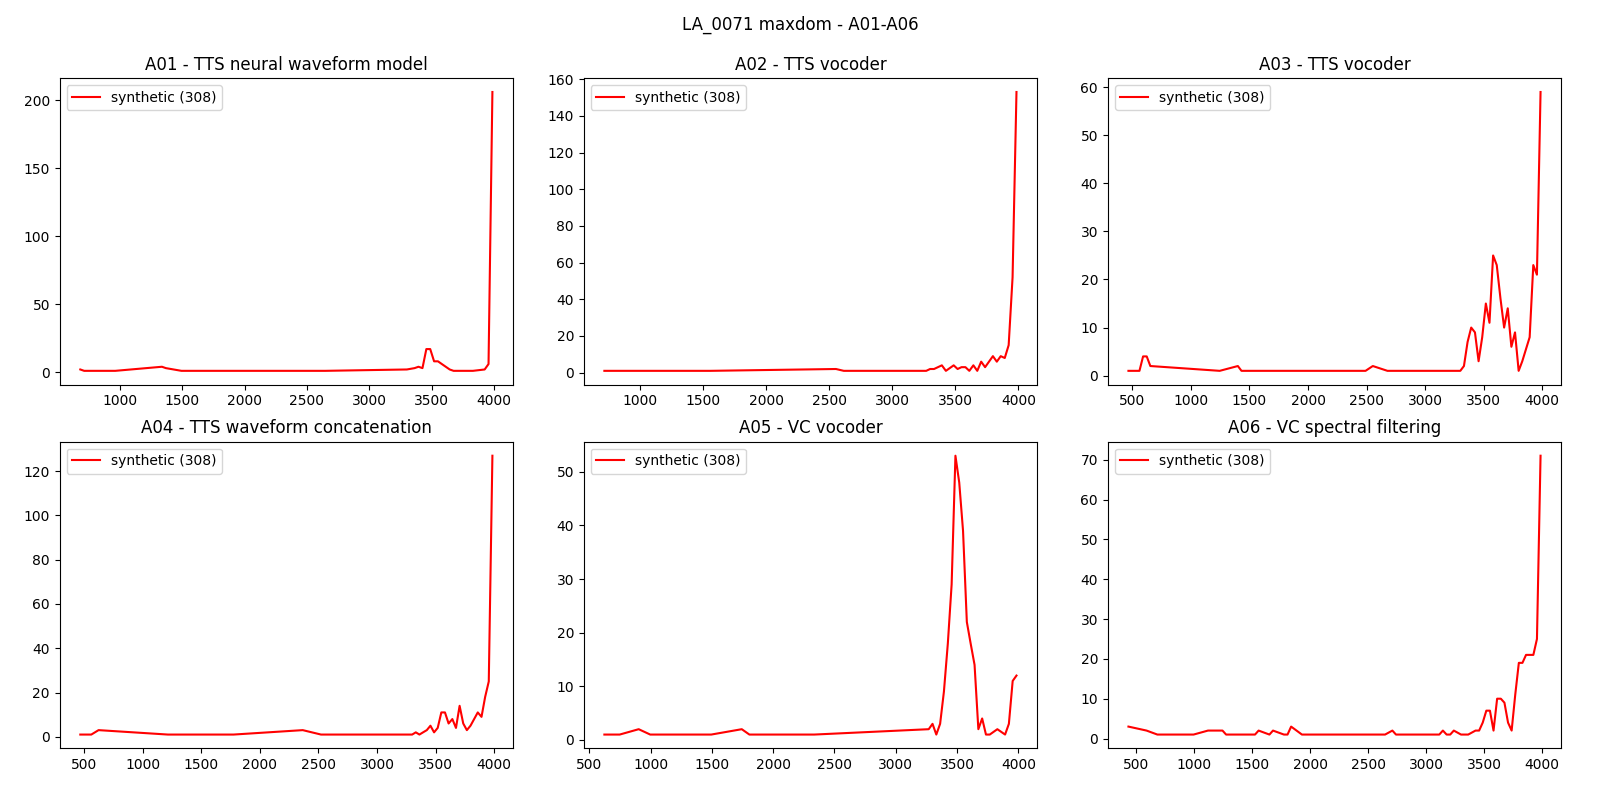 LA_0071 maxdom - A01-A06
A01 - TTS neural waveform model
synthetic (308)
200
150
100
50
0
1000 1500 2000 2500 3000 3500 4000
A02 - TTS vocoder
synthetic (308)
160
140
120
100
80
60
40
20
0
1000 1500 2000 2500 3000 3500 4000
A03 - TTS vocoder
synthetic (308)
60
50
40
30
20
10
0
500 1000 1500 2000 2500 3000 3500 4000
A04 - TTS waveform concatenation
synthetic (308)
120
100
80
60
40
20
0
500 1000 1500 2000 2500 3000 3500 4000
A05 - VC vocoder
synthetic (308)
50
40
30
20
10
0
500 1000 1500 2000 2500 3000 3500 4000
A06 - VC spectral filtering
synthetic (308)
70
60
50
40
30
20
10
0
500 1000 1500 2000 2500 3000 3500 4000